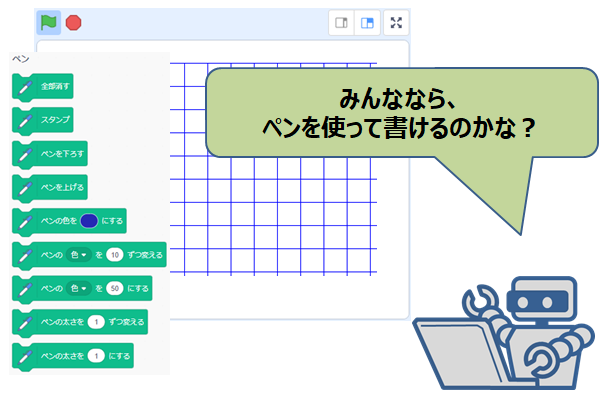 ペン
全部消す
スタンプ
ペンを下ろす
ペンを上げる
ペンの色を にする
ペンの 色 を 10 ずつ変える
ペンの 色 を 50 にする
ペンの太さを 1 ずつ変える
ペンの太さを 1 にする
みんななら、
ペンを使って書けるのかな？